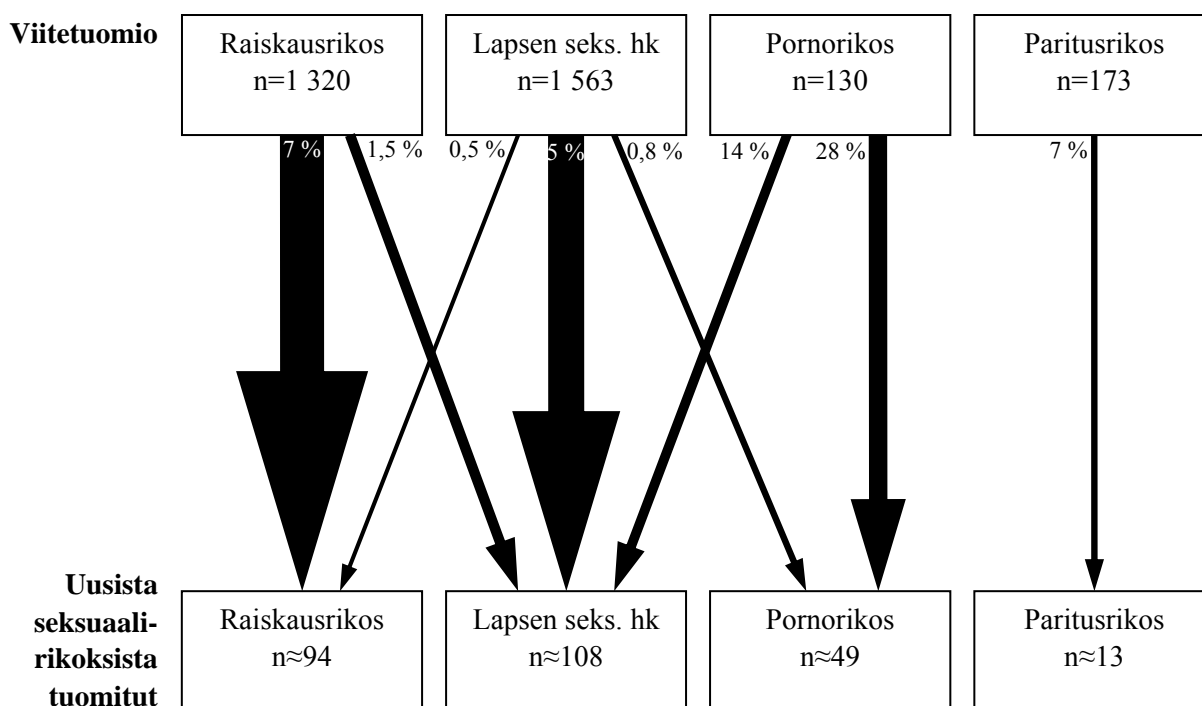 Viitetuomio
Raiskausrikos
n=1 320
Lapsen seks. hk
n=1 563
Pornorikos
n=130
Paritusrikos
n=173
7 %
1,5 %
0,5 %
5 %
0,8 %
14 %
28 %
7 %
Uusista
seksuaali-
rikoksista
tuomitut
Raiskausrikos
n≈94
Lapsen seks. hk
n≈108
Pornorikos
n≈49
Paritusrikos
n≈13